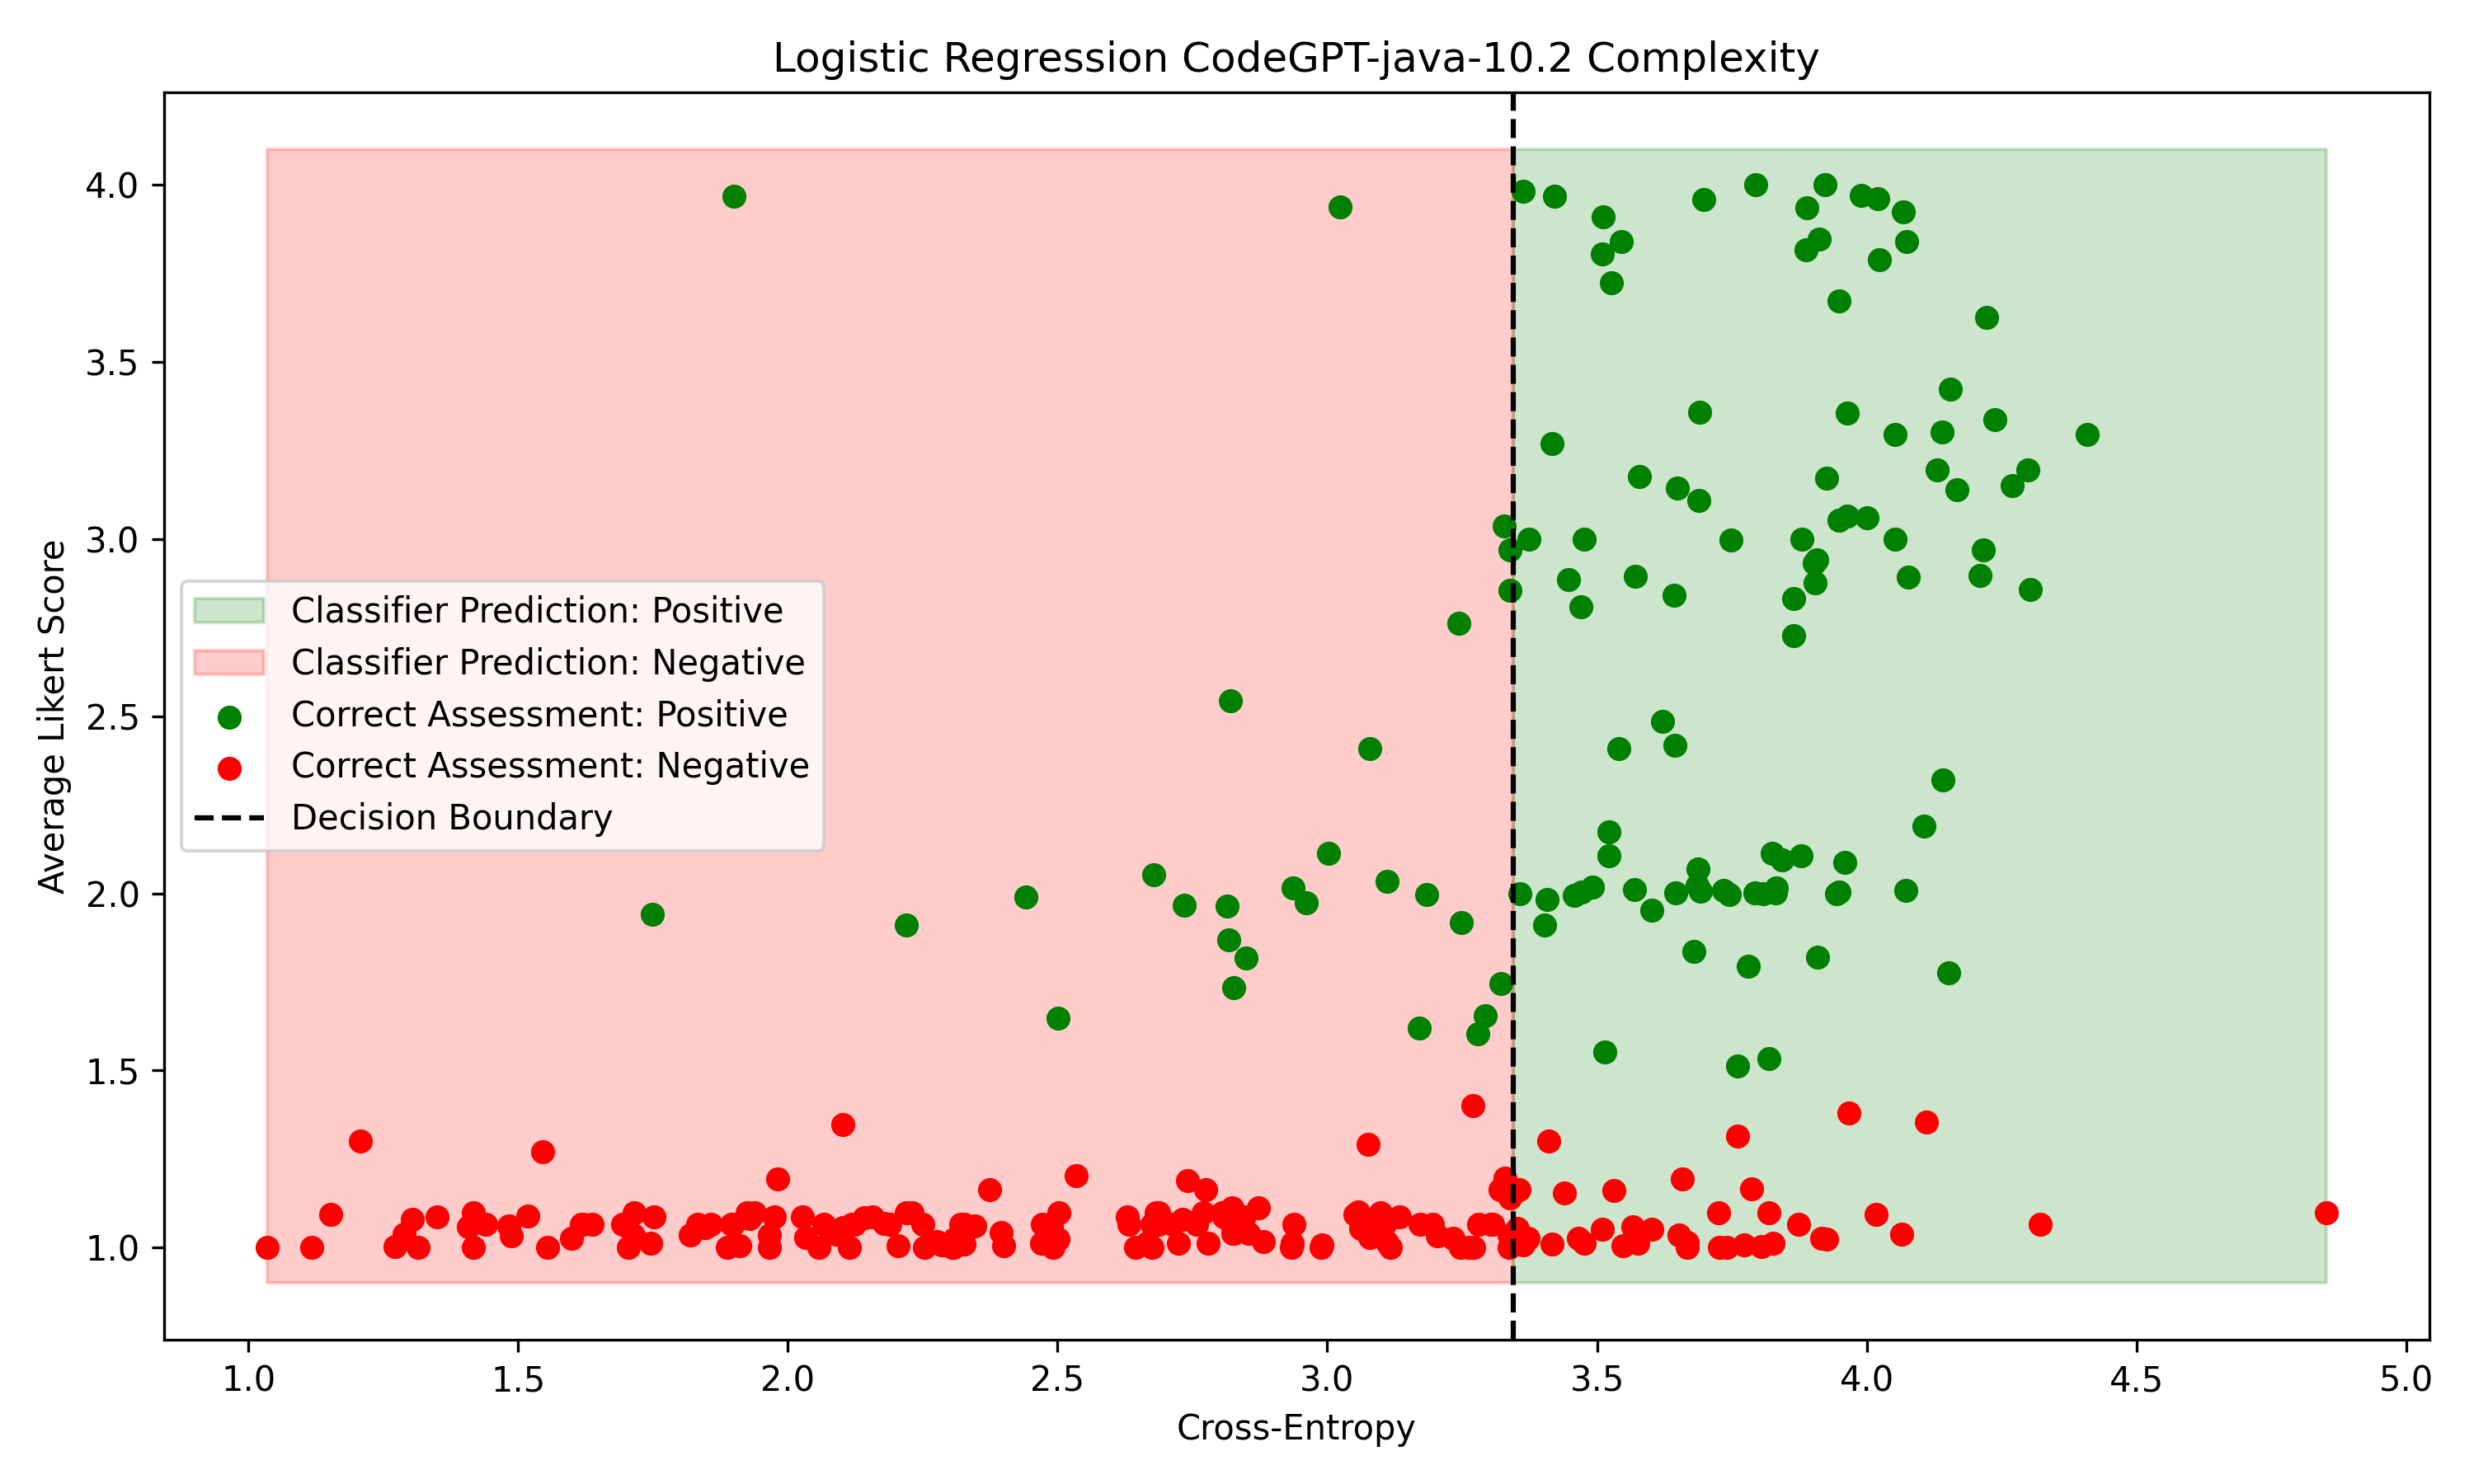 Logistic Regression CodeGPT-java-10.2 Complexity
Average Likert Score
4.0
3.5
3.0
2.5
2.0
1.5
1.0
Classifier Prediction: Positive
Classifier Prediction: Negative
Correct Assessment: Positive
Correct Assessment: Negative
Decision Boundary
1.0 1.5 2.0 2.5 3.0 3.5 4.0 4.5 5.0
Cross-Entropy